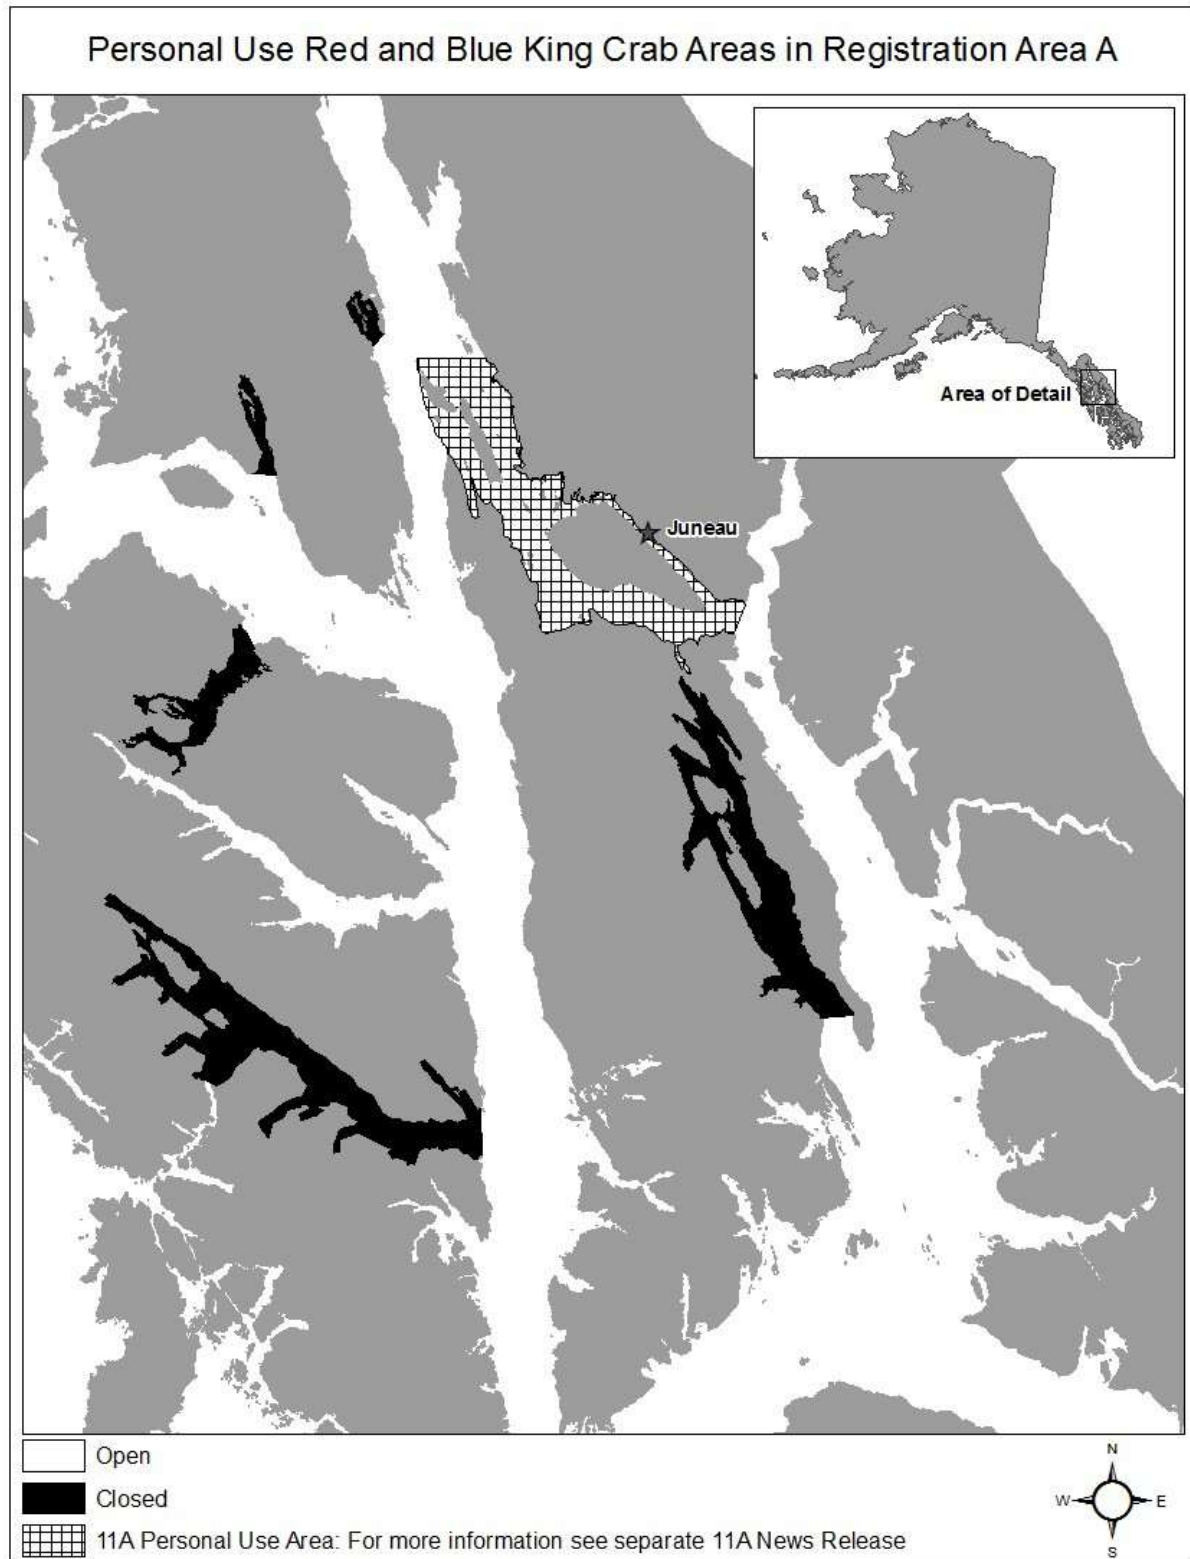 Personal Use Red and Blue King Crab Areas in Registration Area A
Area of Detail
Juneau
Open
Closed
11A Personal Use Area: For more information see separate 11A News Release
N
W
E
S